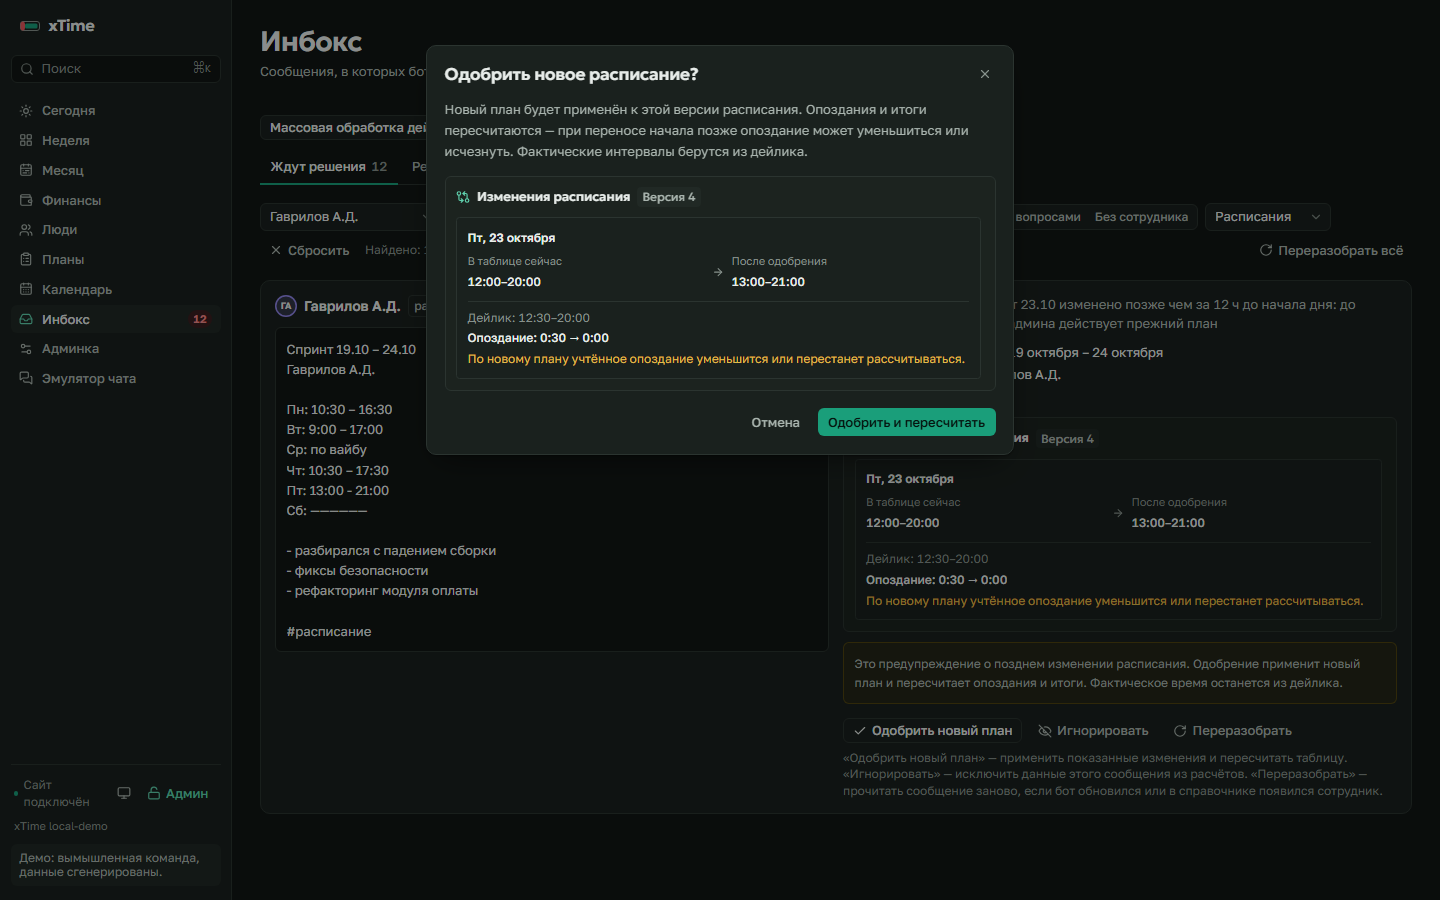 xTime
Поиск
⌘K
Сегодня
Неделя
Месяц
Финансы
Люди
Планы
Календарь
Инбокс
12
Админка
Эмулятор чата
Сайт
подключён
Админ
xTime local-demo
Демо: вымышленная команда,
данные сгенерированы.
Инбокс
Сообщения, в которых
Массовая обработка
Ждут решения 12
Гаврилов А.Д.
вопросами
Без сотрудника
Расписания
Сбросить
Найдено:
Переразобрать всё
Одобрить новое расписание?
Новый план будет применён к этой версии расписания. Опоздания и итоги
пересчитаются — при переносе начала позже опоздание может уменьшиться или
исчезнуть. Фактические интервалы берутся из дейлика.
Изменения расписания
Версия 4
Пт, 23 октября
В таблице сейчас
12:00–20:00
→
После одобрения
13:00–21:00
Дейлик: 12:30–20:00
Опоздание: 0:30 → 0:00
По новому плану учтённое опоздание уменьшится или перестанет рассчитываться.
Отмена
Одобрить и пересчитать
ГА
Гаврилов А.Д.
Спринт 19.10 – 24.10
Гаврилов А.Д.
Пн: 10:30 – 16:30
Вт: 9:00 – 17:00
Ср: по вайбу
Чт: 10:30 – 17:30
Пт: 13:00 - 21:00
Сб: ——————
- разбирался с падением сборки
- фиксы безопасности
- рефакторинг модуля оплаты
#расписание
23.10 изменено позже чем за 12 ч до начала дня: до
действует прежний план
октября – 24 октября
А.Д.
Версия 4
Пт, 23 октября
В таблице сейчас
12:00–20:00
→
После одобрения
13:00–21:00
Дейлик: 12:30–20:00
Опоздание: 0:30 → 0:00
По новому плану учтённое опоздание уменьшится или перестанет рассчитываться.
Это предупреждение о позднем изменении расписания. Одобрение применит новый
план и пересчитает опоздания и итоги. Фактическое время останется из дейлика.
Одобрить новый план
Игнорировать
Переразобрать
«Одобрить новый план» — применить показанные изменения и пересчитать таблицу.
«Игнорировать» — исключить данные этого сообщения из расчётов. «Переразобрать» —
прочитать сообщение заново, если бот обновился или в справочнике появился сотрудник.